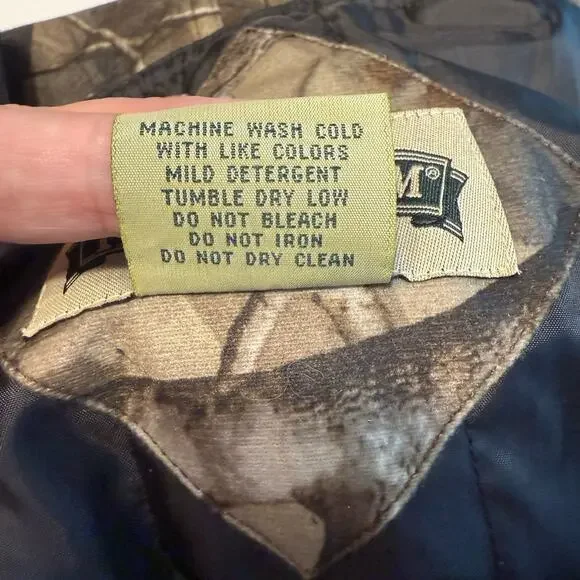 MACHINE WASH COLD
WITH LIKE COLORS
MILD DETERGENT
TUMBLE DRY LOW
DO NOT BLEACH
DO NOT IRON
DO NOT DRY CLEAN
M®